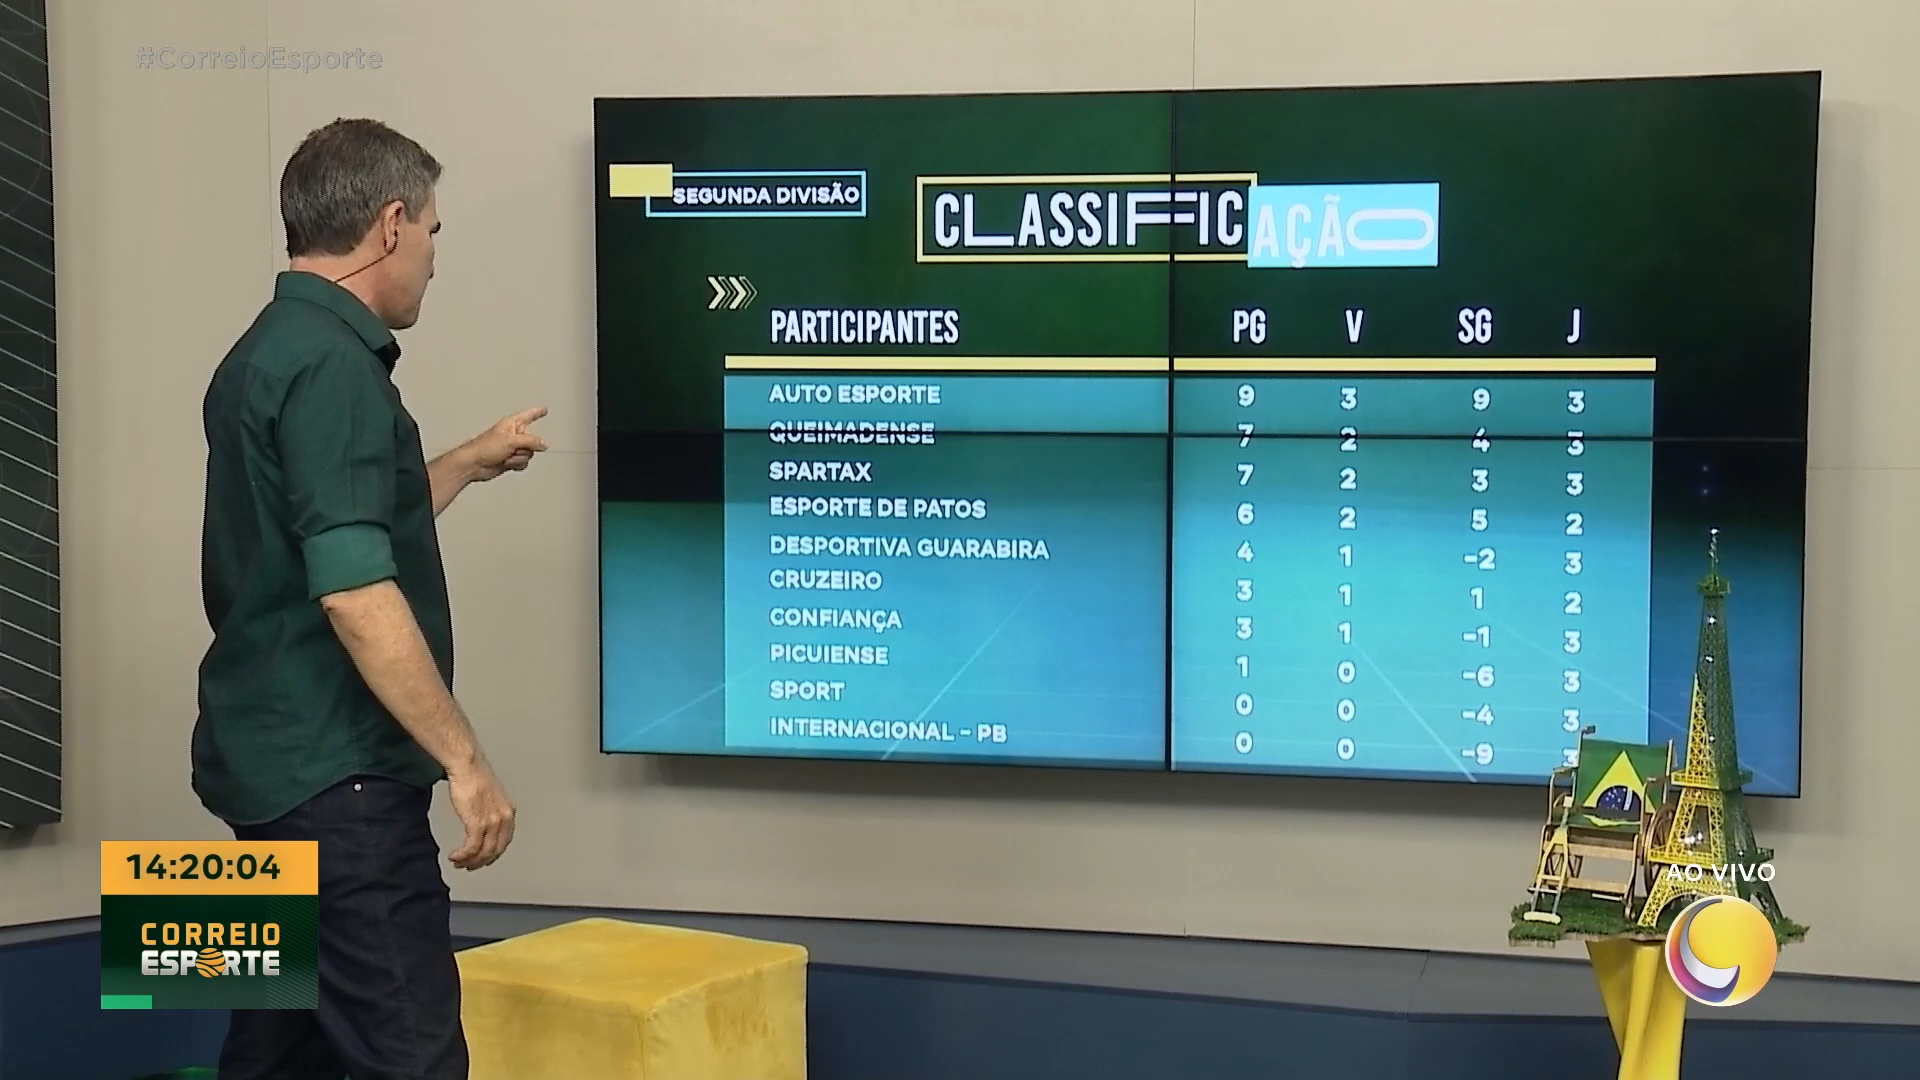 #CorreioEsporte
SEGUNDA DIVISÃO
CLASSIFICAÇÃO
PARTICIPANTES PG V SG J
AUTO ESPORTE 9 3 9 3
QUEIMADENSE 7 2 4 3
SPARTAX 7 2 3 3
ESPORTE DE PATOS 6 2 5 2
DESPORTIVA GUARABIRA 4 1 -2 3
CRUZEIRO 3 1 1 2
CONFIANÇA 3 1 -1 3
PICUIENSE 1 0 -6 3
SPORT 0 0 -4 3
INTERNACIONAL - PB 0 0 -9 3
14:20:04
CORREIO
ESPORTE
AO VIVO